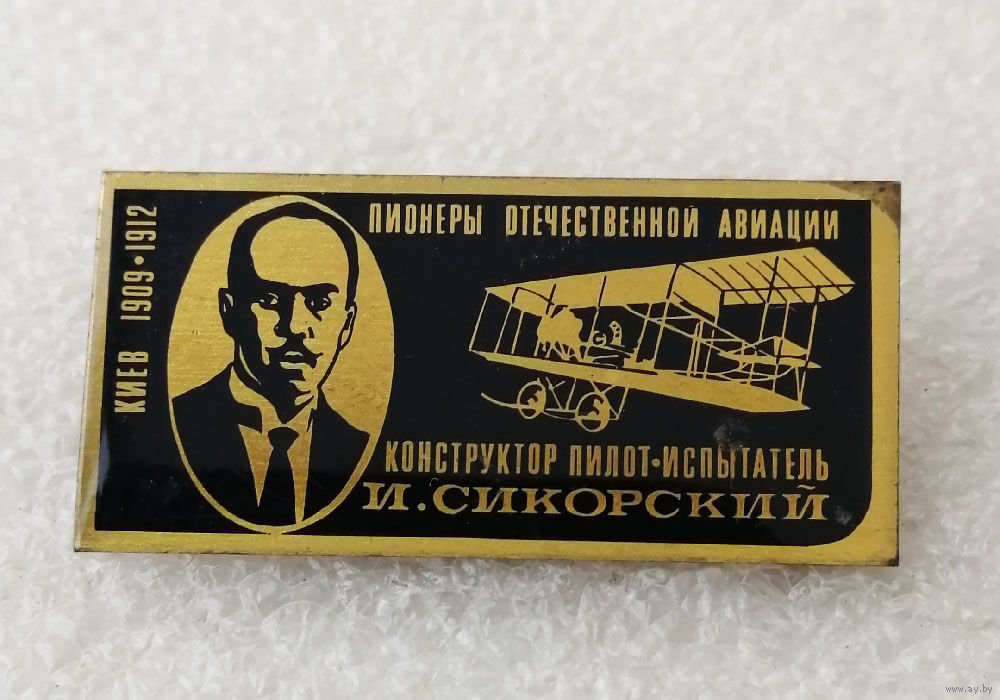 КИЕВ 1909•1912
ПИОНЕРЫ ОТЕЧЕСТВЕННОЙ АВИАЦИИ
КОНСТРУКТОР ПИЛОТ•ИСПЫТАТЕЛЬ
И.СИКОРСКИЙ
www.ay.by